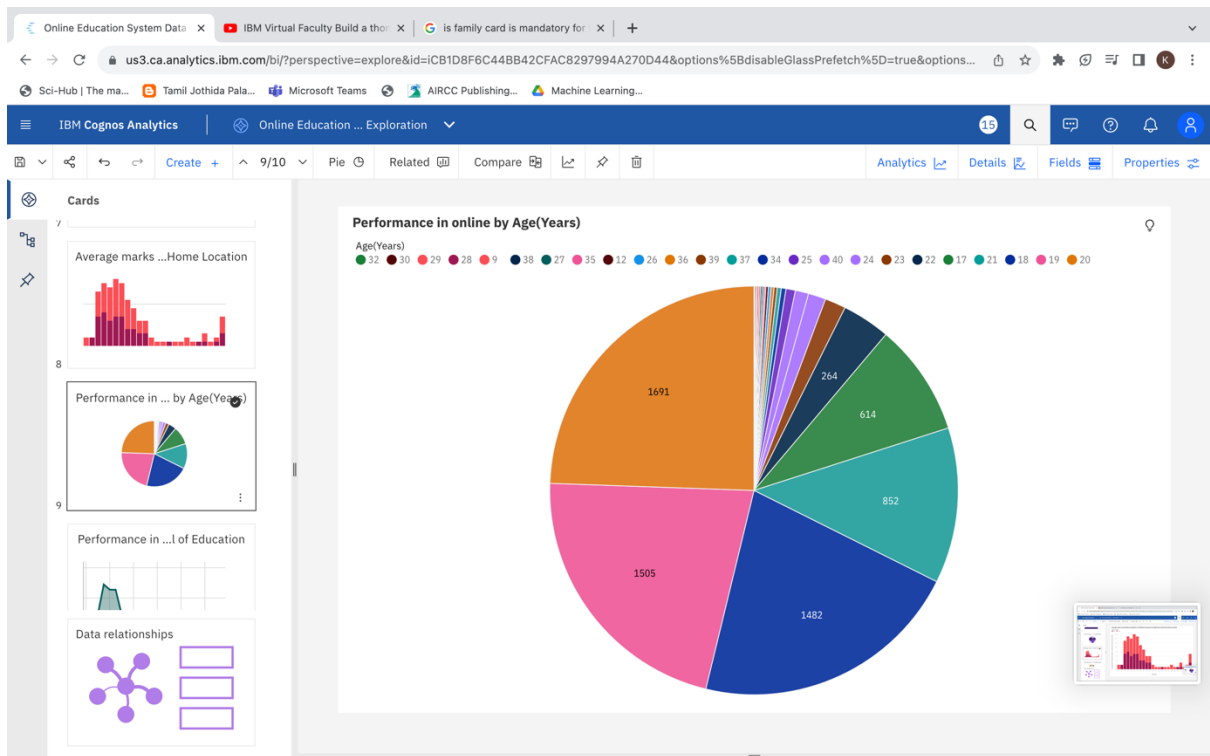 Online Education System Data
IBM Virtual Faculty Build a tho
is family card is mandatory for
us3.ca.analytics.ibm.com/bi/?perspective=explore&id=iCB1D8F6C44BB42CFAC8297994A270D44&options%5BdisableGlassPrefetch%5D=true&options...
K
Sci-Hub | The ma...
Tamil Jothida Pala...
Microsoft Teams
AIRCC Publishing...
Machine Learning...
IBM Cognos Analytics
Online Education ... Exploration
15
Create +
9/10
Pie
Related
Compare
Analytics
Details
Fields
Properties
Cards
7
Average marks ...Home Location
8
Performance in ... by Age(Years)
9
Performance in ...l of Education
Data relationships
Performance in online by Age(Years)
Age(Years)
32 30 29 28 9 38 27 35 12 26 36 39 37 34 25 40 24 23 22 17 21 18 19 20
264
1691
614
852
1505
1482